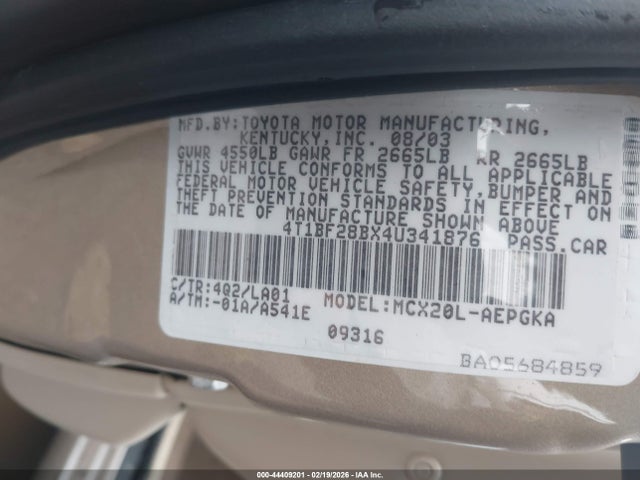 MFD.BY:TOYOTA MOTOR MANUFACTURING,
KENTUCKY,INC. 08/03
GVWR 4550LB GAWR FR 2665LB RR 2665LB
THIS VEHICLE CONFORMS TO ALL APPLICABLE
FEDERAL MOTOR VEHICLE SAFETY,BUMPER AND
THEFT PREVENTION STANDARDS IN EFFECT ON
THE DATE OF MANUFACTURE SHOWN ABOVE
4T1BF28BX4U341876 PASS.CAR
C/TR:4Q2/LA01
A/TM:-01A/A541E MODEL:MCX20L-AEPGKA
09316
BA05684859
000-44409201 - 02/19/2026 - IAA Inc.